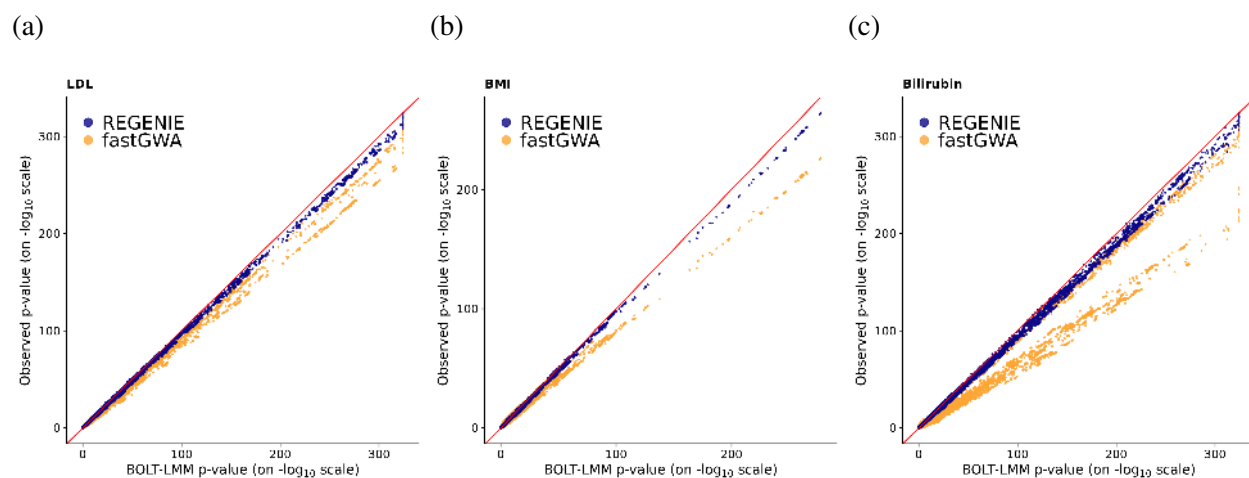 (a)
(b)
(c)
LDL
REGENIE
fastGWA
300
200
100
0
Observed p-value (on -log10 scale)
0 100 200 300
BOLT-LMM p-value (on -log10 scale)
BMI
REGENIE
fastGWA
200
100
0
Observed p-value (on -log10 scale)
0 100 200
BOLT-LMM p-value (on -log10 scale)
Bilirubin
REGENIE
fastGWA
300
200
100
0
Observed p-value (on -log10 scale)
0 100 200 300
BOLT-LMM p-value (on -log10 scale)